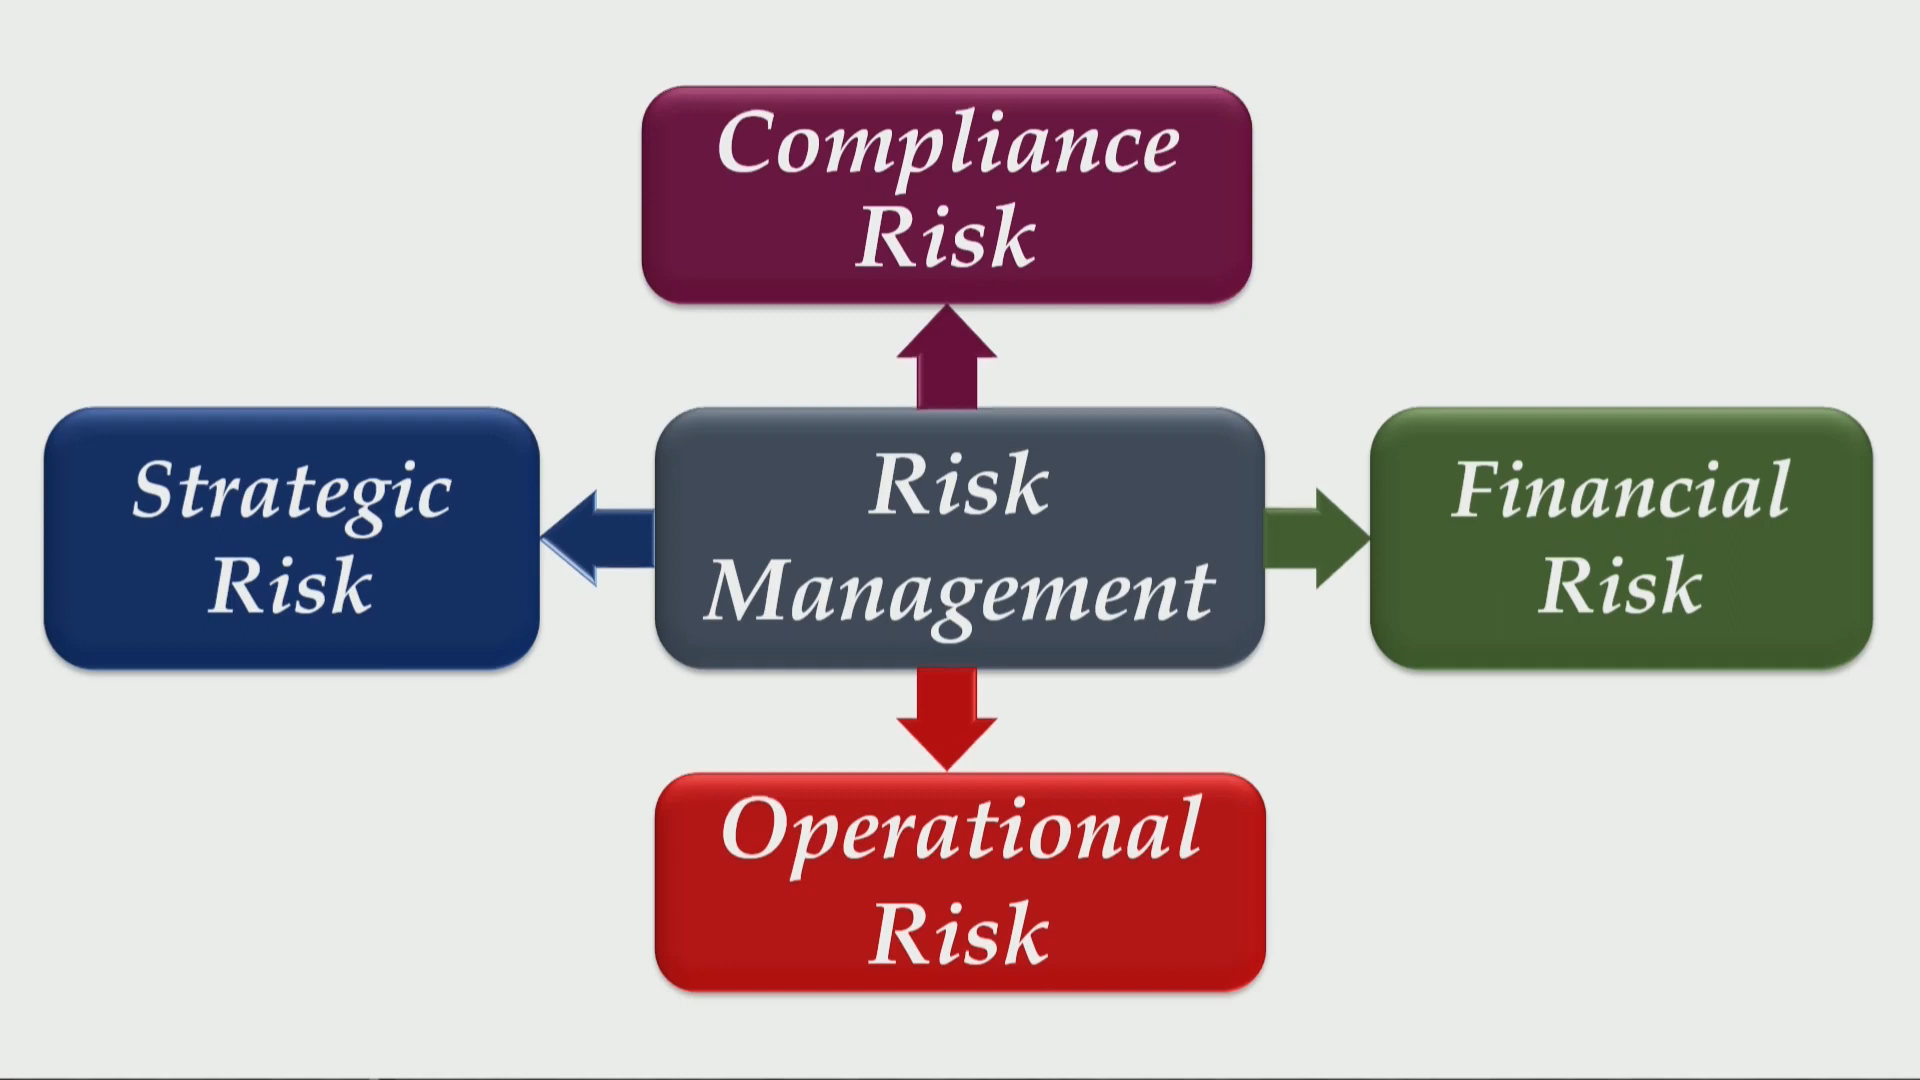 Compliance
Risk
Strategic
Risk
Risk
Management
Financial
Risk
Operational
Risk